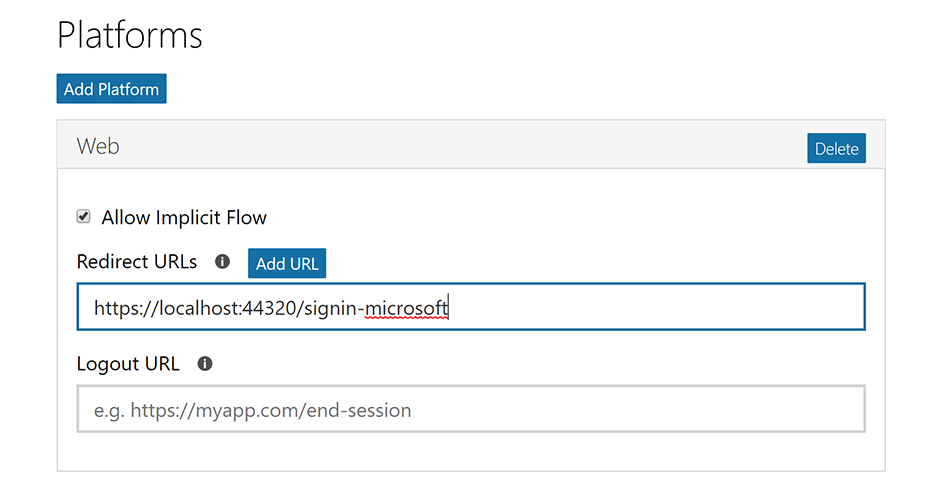 Platforms
Add Platform
Web
Delete
Allow Implicit Flow
Redirect URLs
Add URL
https://localhost:44320/signin-microsoft
Logout URL
e.g. https://myapp.com/end-session